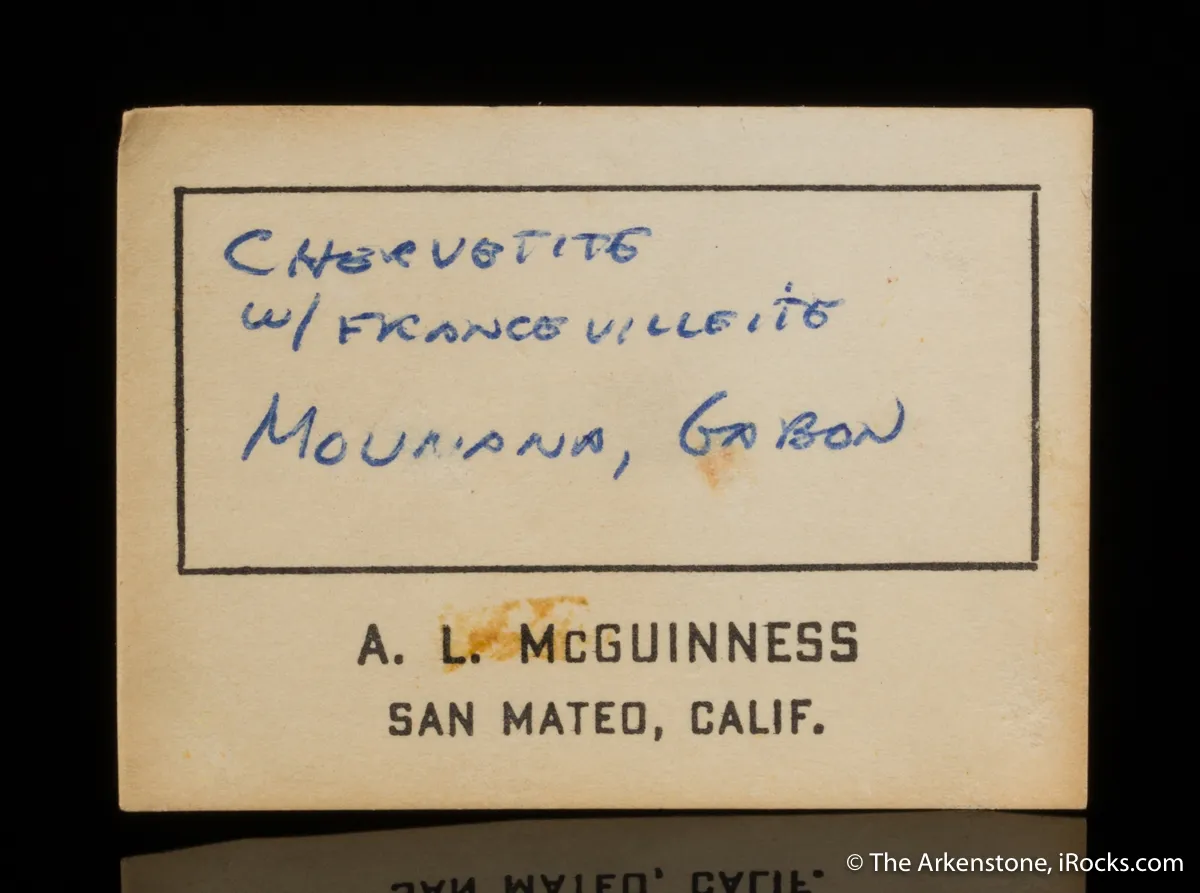 CHERVETITE
W/ FRANCEVILLEITE
MOUNANA, GABON
A. L. McGUINNESS
SAN MATEO, CALIF.
© The Arkenstone, iRocks.com